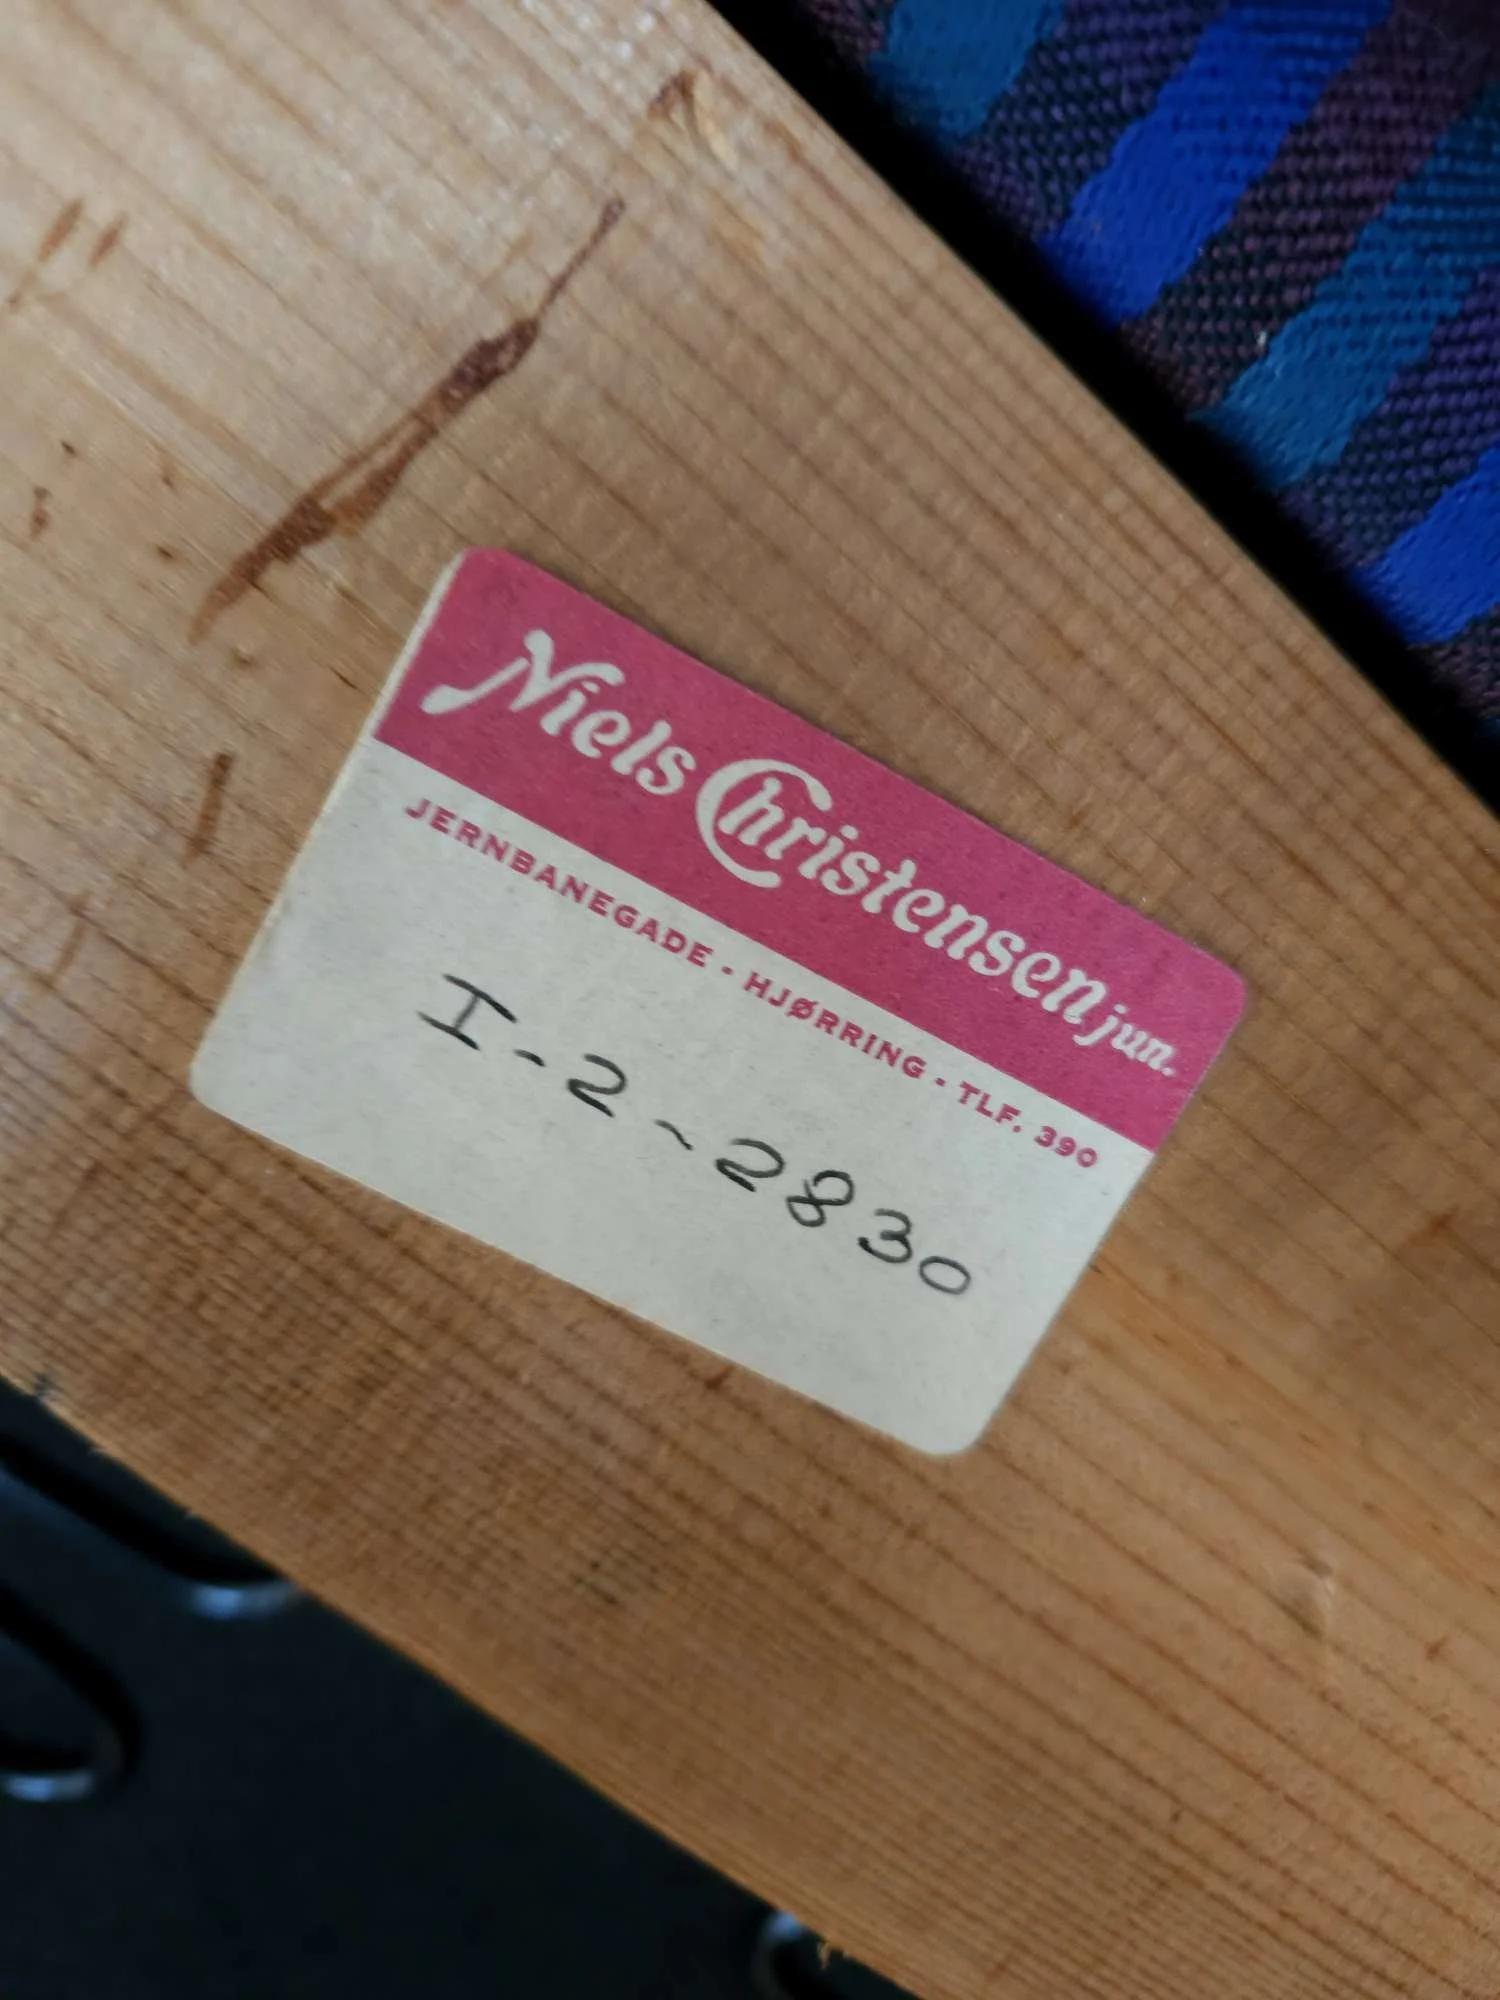 Niels Christensen jun.
JERNBANEGADE · HJØRRING · TLF. 390
I-2-2830